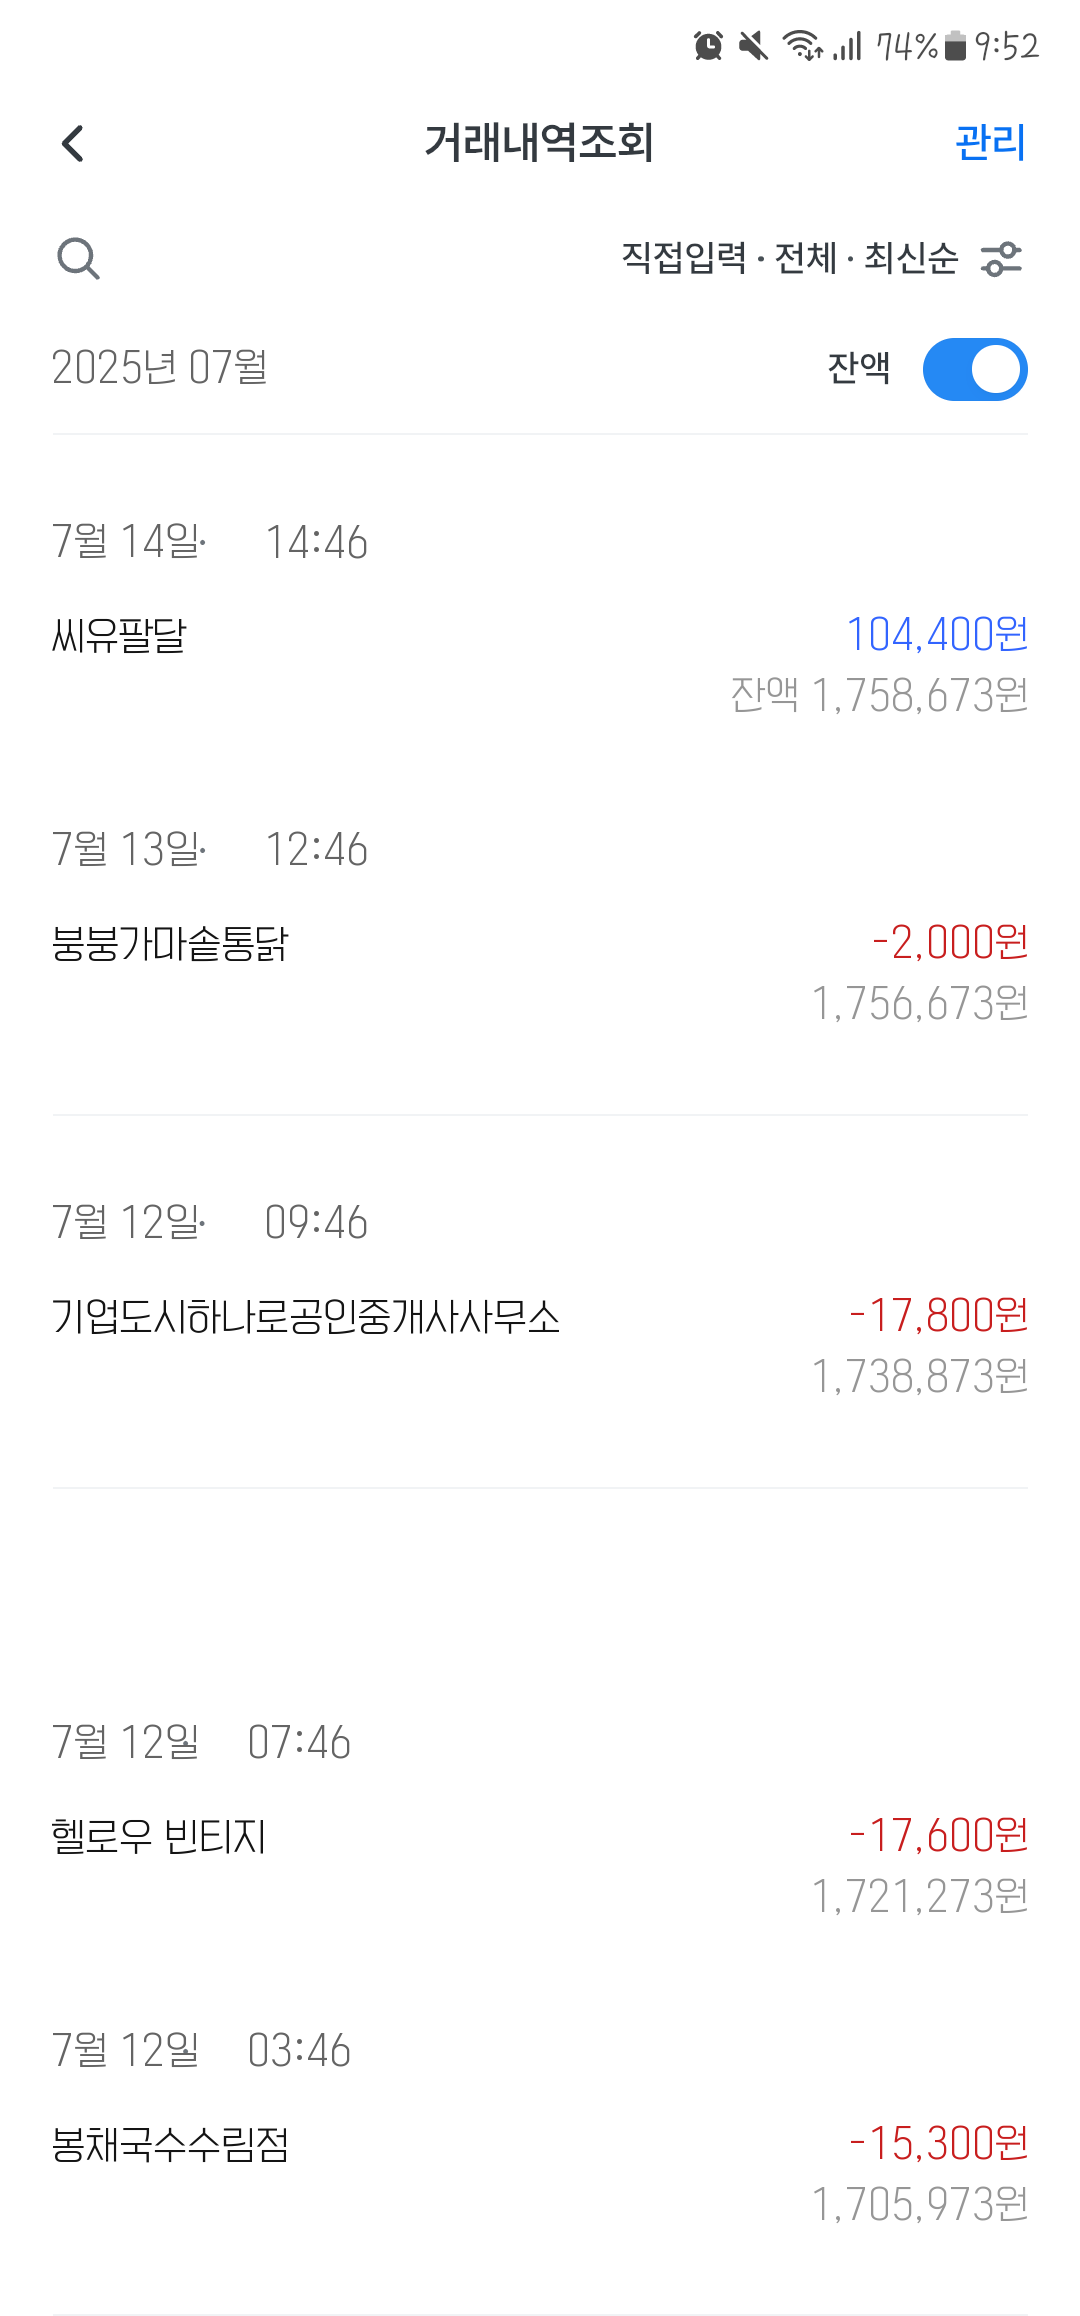 74% 9:52
거래내역조회 관리
직접입력 · 전체 · 최신순
2025년 07월 잔액
7월 14일· 14:46
씨유팔달 104,400원
잔액 1,758,673원
7월 13일· 12:46
붕붕가마솥통닭 -2,000원
1,756,673원
7월 12일· 09:46
기업도시하나로공인중개사사무소 -17,800원
1,738,873원
7월 12일 07:46
헬로우 빈티지 -17,600원
1,721,273원
7월 12일 03:46
봉채국수수림점 -15,300원
1,705,973원